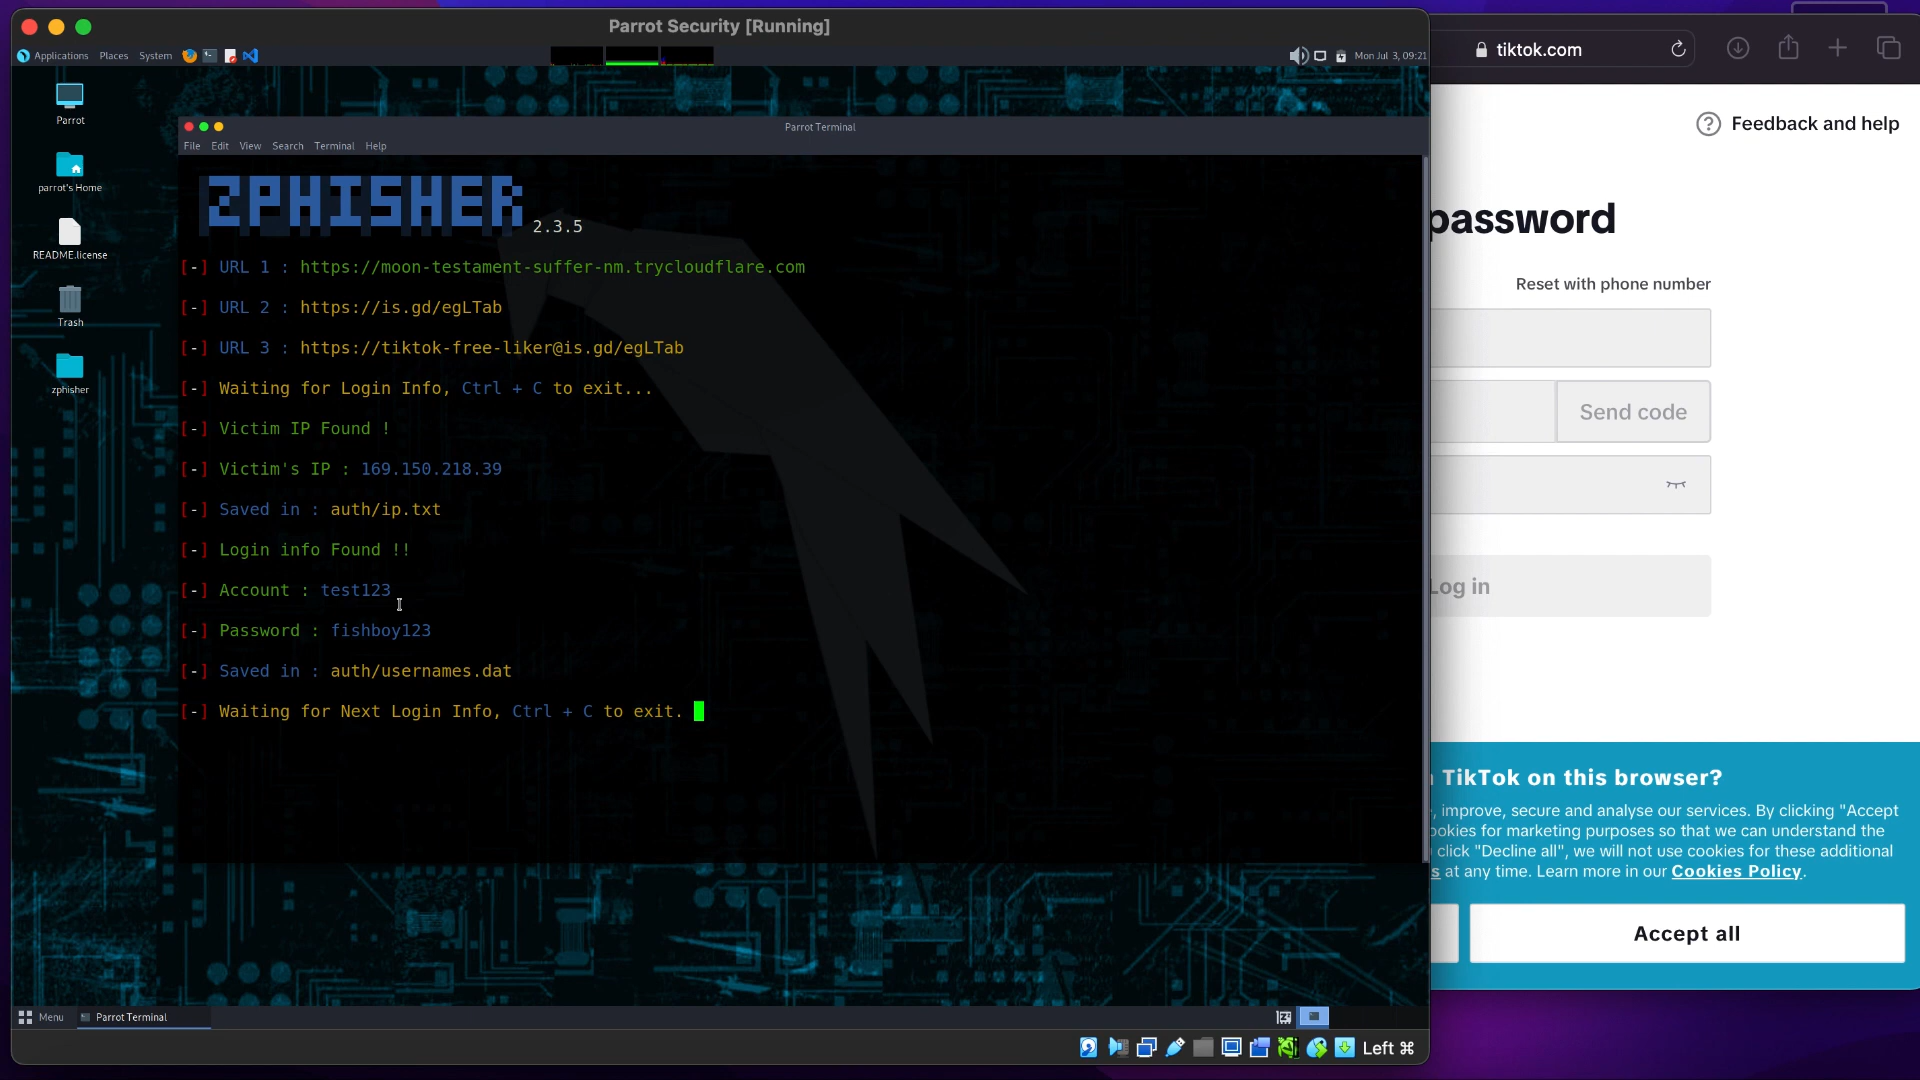 Parrot Security [Running]
Applications Places System
Mon Jul 3, 09:21
Parrot
parrot's Home
README.license
Trash
zphisher
Parrot Terminal
File Edit View Search Terminal Help
ZPHISHER 2.3.5
[-] URL 1 : https://moon-testament-suffer-nm.trycloudflare.com
[-] URL 2 : https://is.gd/egLTab
[-] URL 3 : https://tiktok-free-liker@is.gd/egLTab
[-] Waiting for Login Info, Ctrl + C to exit...
[-] Victim IP Found !
[-] Victim's IP : 169.150.218.39
[-] Saved in : auth/ip.txt
[-] Login info Found !!
[-] Account : test123
[-] Password : fishboy123
[-] Saved in : auth/usernames.dat
[-] Waiting for Next Login Info, Ctrl + C to exit.
Menu Parrot Terminal
Left ⌘
tiktok.com
Feedback and help
password
Reset with phone number
Send code
Log in
TikTok on this browser?
, improve, secure and analyse our services. By clicking "Accept
ookies for marketing purposes so that we can understand the
click "Decline all", we will not use cookies for these additional
s at any time. Learn more in our Cookies Policy.
Accept all